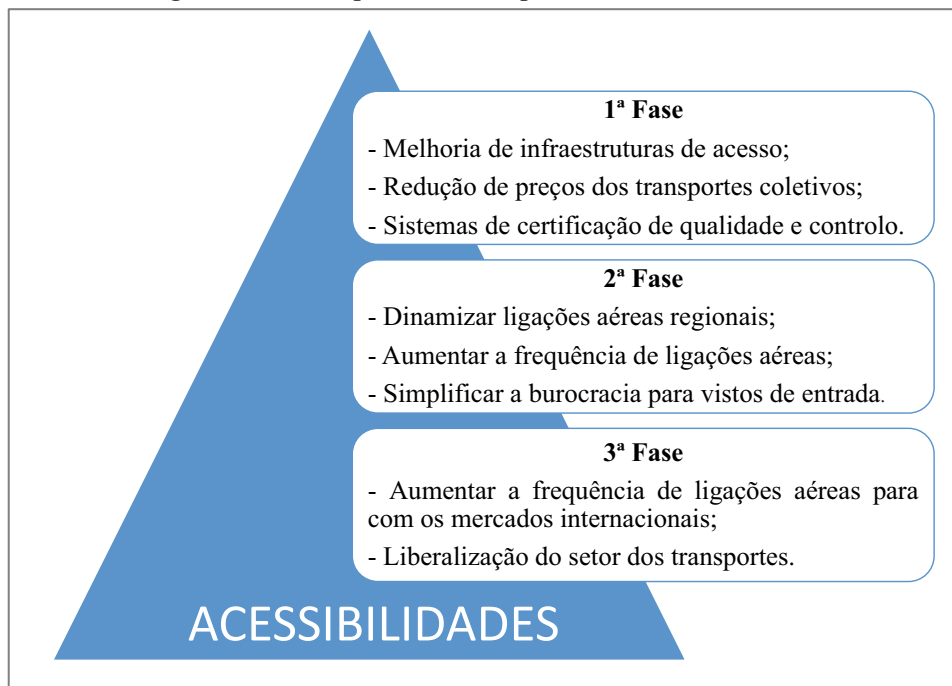 1ª Fase
- Melhoria de infraestruturas de acesso;
- Redução de preços dos transportes coletivos;
- Sistemas de certificação de qualidade e controlo.
2ª Fase
- Dinamizar ligações aéreas regionais;
- Aumentar a frequência de ligações aéreas;
- Simplificar a burocracia para vistos de entrada.
3ª Fase
- Aumentar a frequência de ligações aéreas para
com os mercados internacionais;
- Liberalização do setor dos transportes.
ACESSIBILIDADES